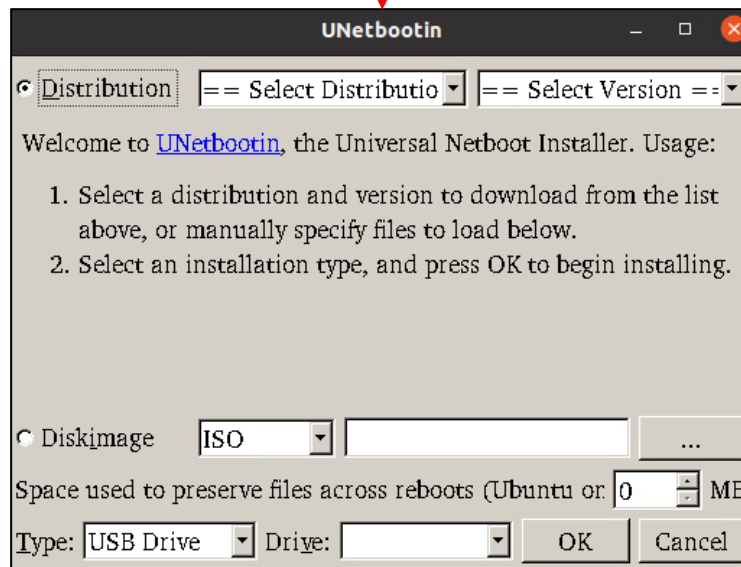 UNetbootin
Distribution == Select Distributio == Select Version ==
Welcome to UNetbootin, the Universal Netboot Installer. Usage:
1. Select a distribution and version to download from the list
above, or manually specify files to load below.
2. Select an installation type, and press OK to begin installing.
Diskimage ISO ...
Space used to preserve files across reboots (Ubuntu or 0 MB
Type: USB Drive Drive: OK Cancel